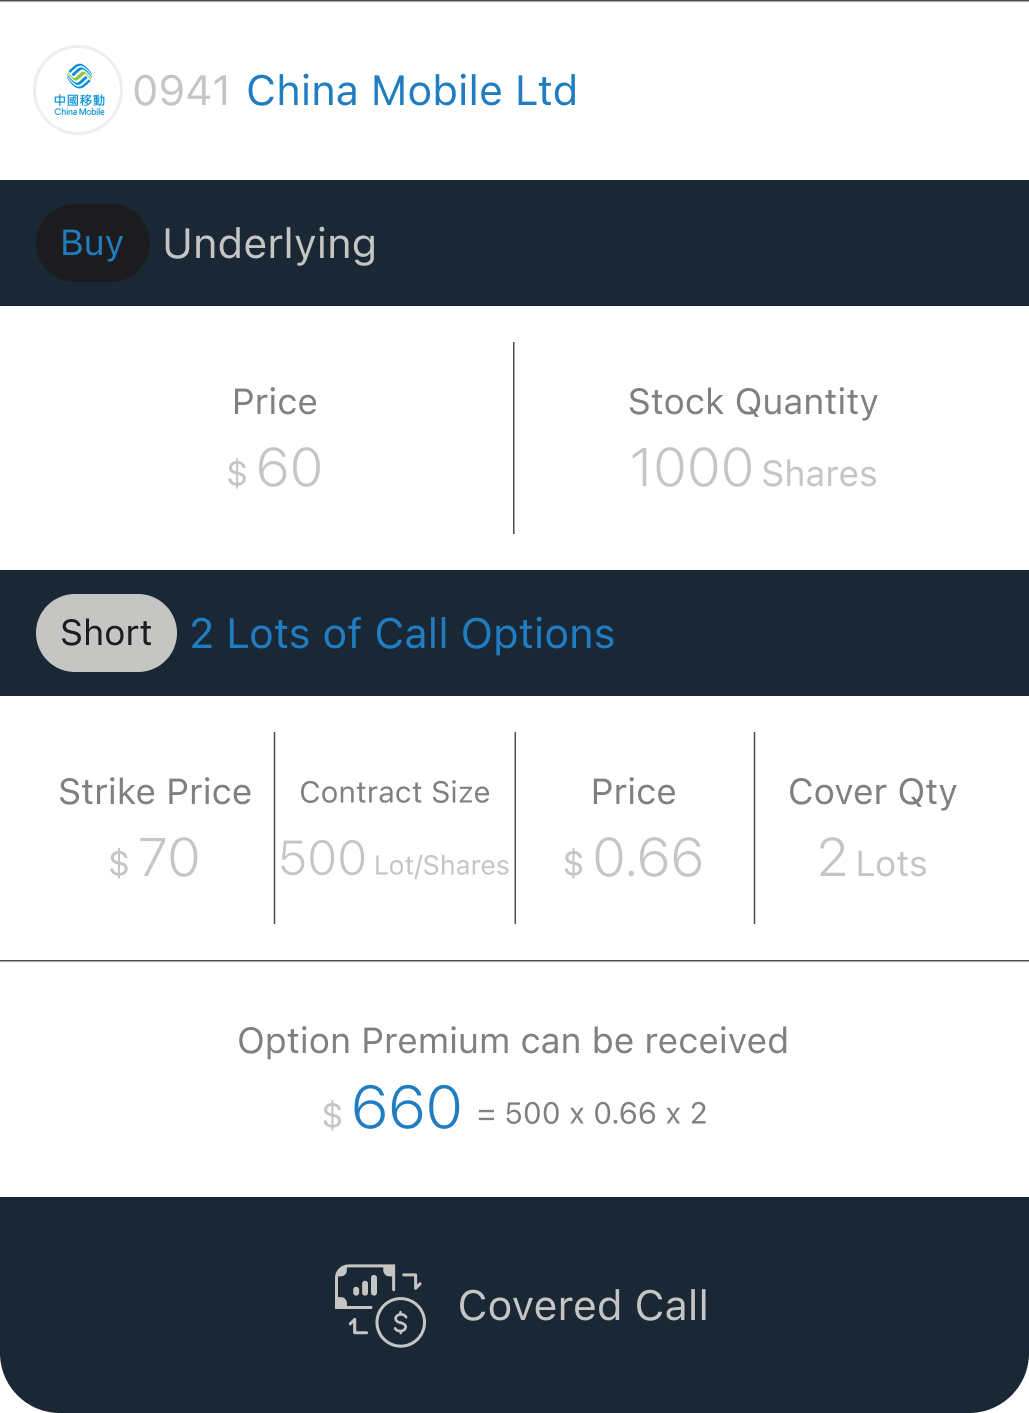 中國移動
China Mobile
0941 China Mobile Ltd
Buy Underlying
Price
$ 60
Stock Quantity
1000 Shares
Short 2 Lots of Call Options
Strike Price
$ 70
Contract Size
500 Lot/Shares
Price
$ 0.66
Cover Qty
2 Lots
Option Premium can be received
$ 660 = 500 x 0.66 x 2
$ Covered Call